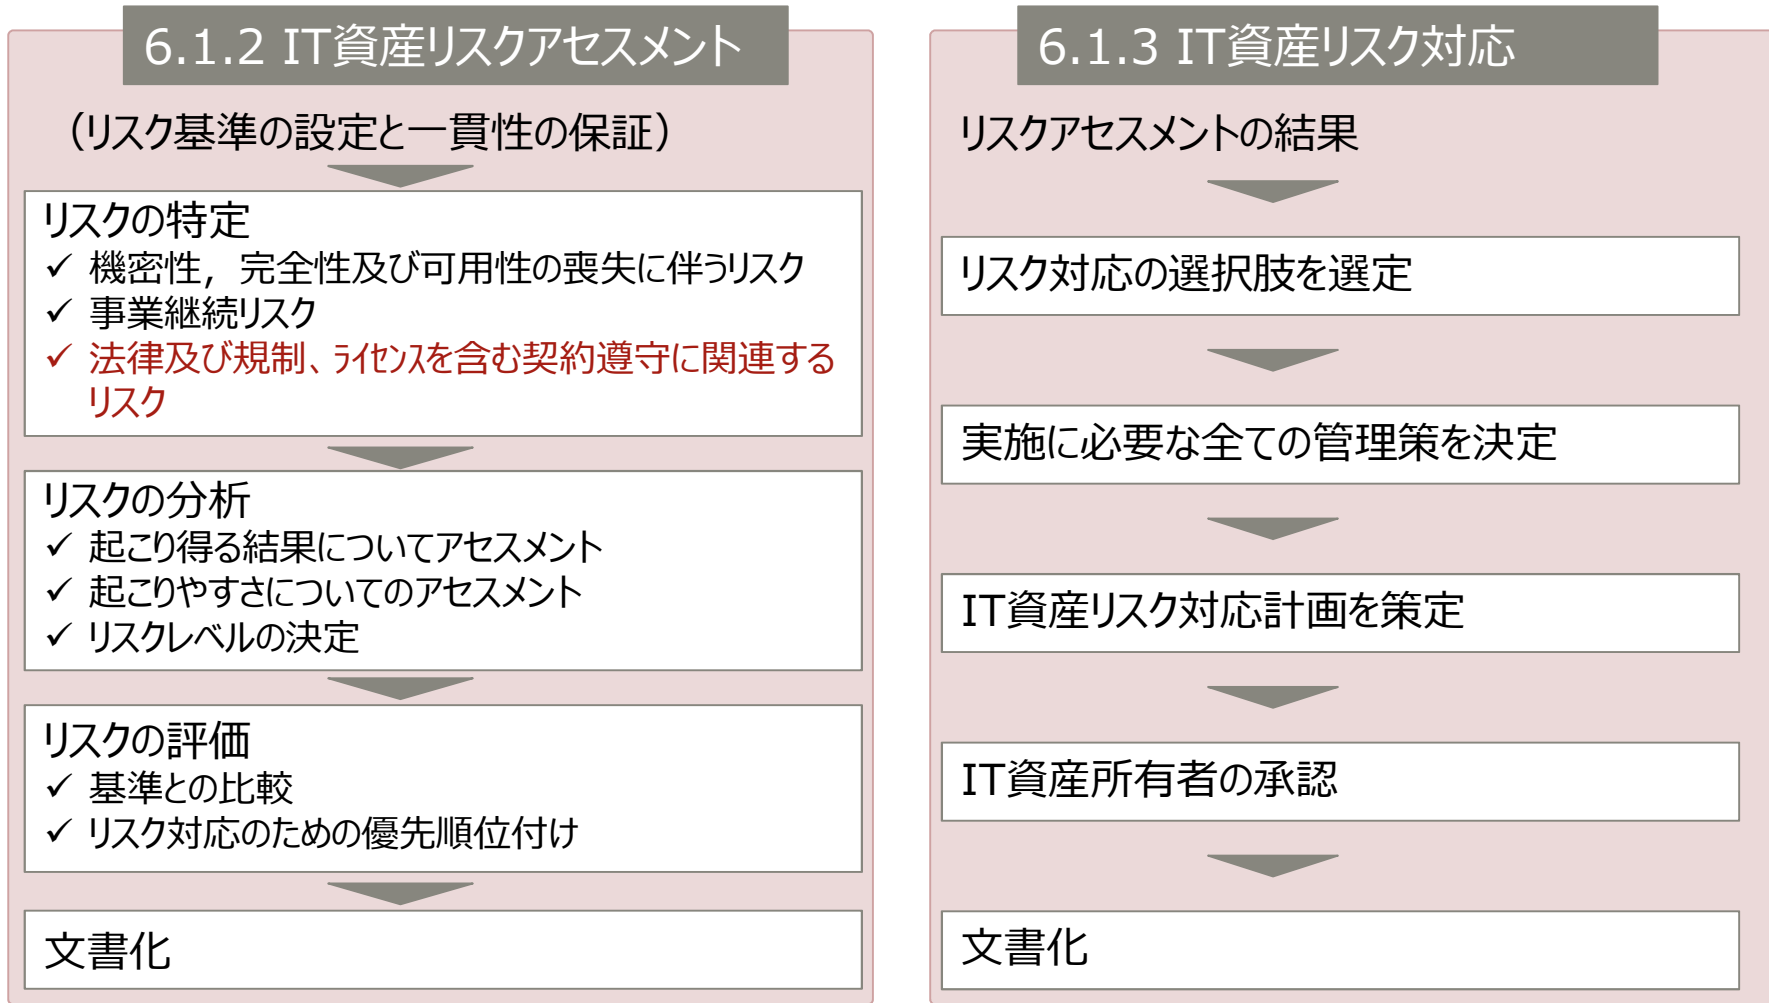 6.1.2 IT資産リスクアセスメント
（リスク基準の設定と一貫性の保証）
リスクの特定
✓ 機密性，完全性及び可用性の喪失に伴うリスク
✓ 事業継続リスク
✓ 法律及び規制、ﾗｲｾﾝｽを含む契約遵守に関連する
リスク
リスクの分析
✓ 起こり得る結果についてアセスメント
✓ 起こりやすさについてのアセスメント
✓ リスクレベルの決定
リスクの評価
✓ 基準との比較
✓ リスク対応のための優先順位付け
文書化
6.1.3 IT資産リスク対応
リスクアセスメントの結果
リスク対応の選択肢を選定
実施に必要な全ての管理策を決定
IT資産リスク対応計画を策定
IT資産所有者の承認
文書化